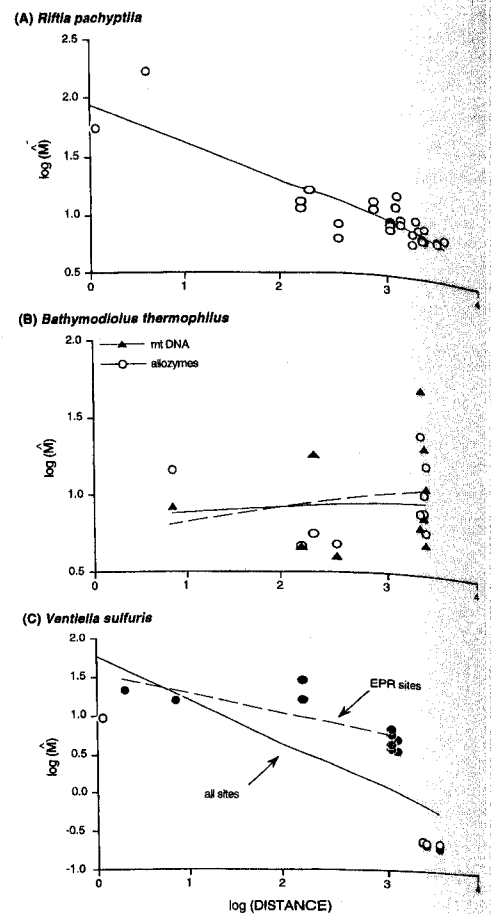 (A) Riftia pachyptila
2.5
2.0
1.5
1.0
0.5
log (M̂)
0 1 2 3 4
(B) Bathymodiolus thermophilus
mt DNA
allozymes
2.0
1.5
1.0
0.5
log (M̂)
0 1 2 3 4
(C) Ventiella sulfuris
2.0
1.5
1.0
0.5
0.0
-0.5
-1.0
log (M̂)
EPR sites
all sites
0 1 2 3 4
log (DISTANCE)